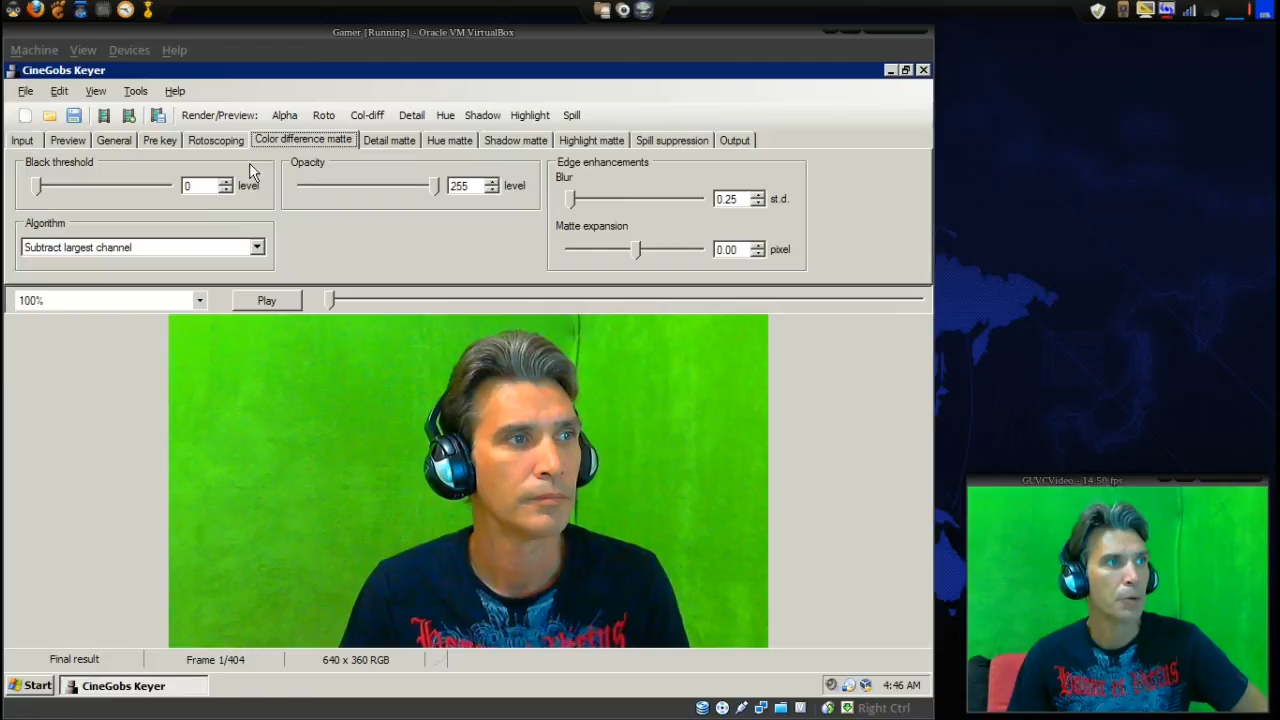 Gamer [Running] - Oracle VM VirtualBox
Machine View Devices Help
CineGobs Keyer
File Edit View Tools Help
Render/Preview: Alpha Roto Col-diff Detail Hue Shadow Highlight Spill
Input Preview General Pre key Rotoscoping Color difference matte Detail matte Hue matte Shadow matte Highlight matte Spill suppression Output
Black threshold Opacity Edge enhancements
Blur
0 level 255 level 0.25 st.d.
Algorithm Matte expansion
Subtract largest channel 0.00 pixel
100% Play
GUVCVideo - 14.50 fps
Final result Frame 1/404 640 x 360 RGB
Start CineGobs Keyer 4:46 AM
Right Ctrl